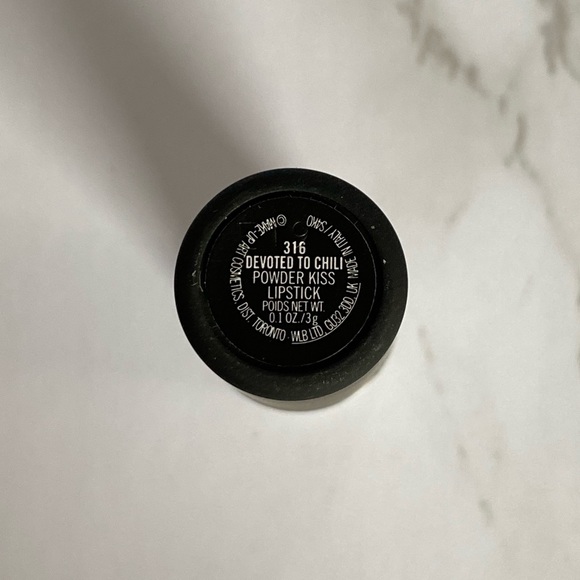 316
DEVOTED TO CHILI
POWDER KISS
LIPSTICK
POIDS NET WT.
0.1 OZ./3g
© MAKE-UP ART COSMETICS, DIST. TORONTO · WLB LTD, GU32 3DD, UK MADE IN ITALY/